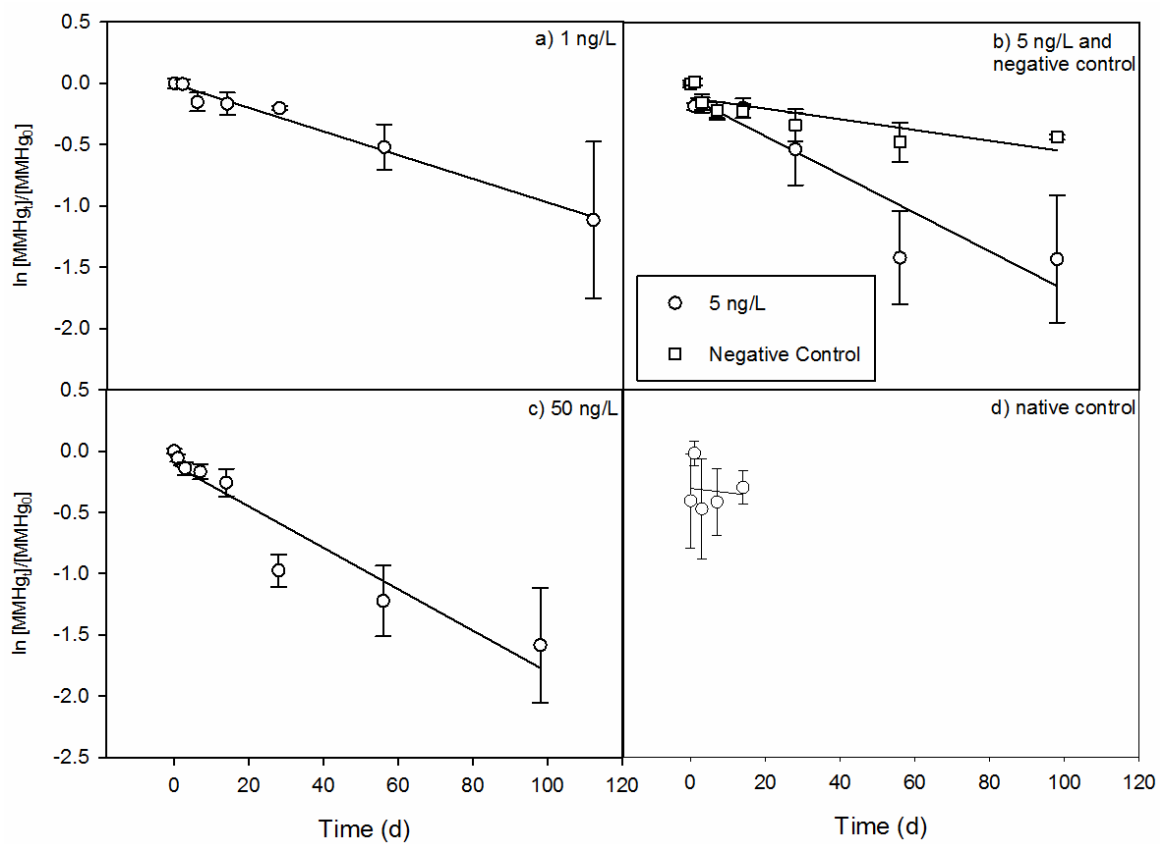 0.5
a) 1 ng/L
b) 5 ng/L and
negative control
0.0
-0.5
-1.0
-1.5
-2.0
ln [MMHgt]/[MMHg0]
5 ng/L
Negative Control
0.5
c) 50 ng/L
d) native control
0.0
-0.5
-1.0
-1.5
-2.0
-2.5
ln [MMHgt]/[MMHg0]
0 20 40 60 80 100 120
0 20 40 60 80 100 120
Time (d)
Time (d)